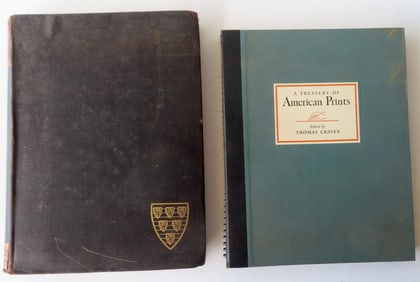 A TREASURY OF
American Prints
Edited by
THOMAS CRAVEN